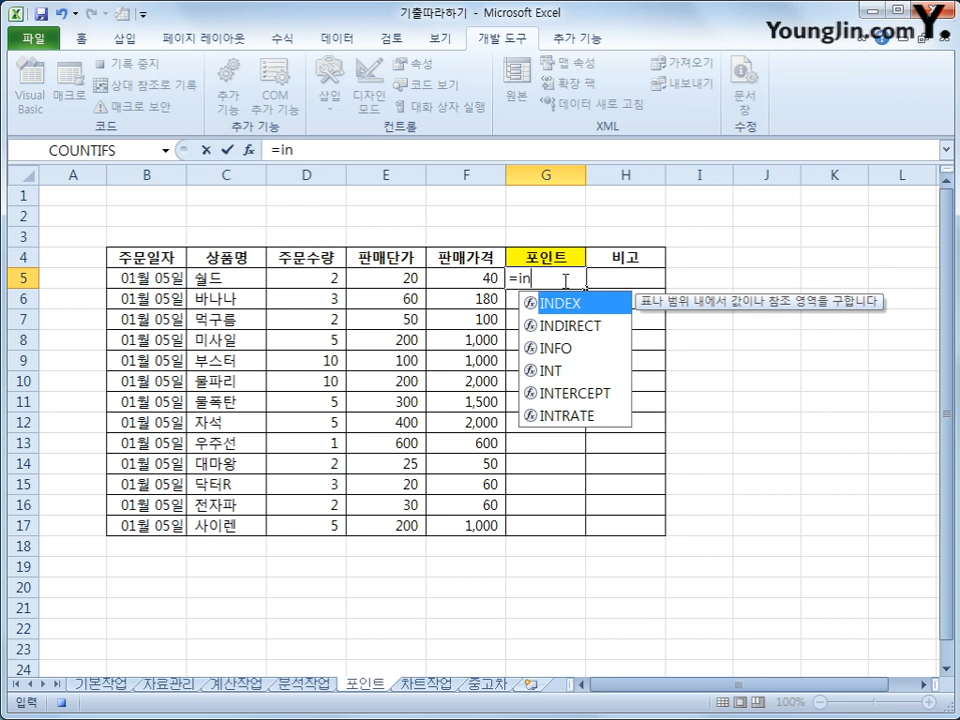 기출따라하기 - Microsoft Excel
Younglin.com Y.
파일 홈 삽입 페이지 레이아웃 수식 데이터 검토 보기 개발 도구 추가 기능
Visual Basic
매크로
기록 중지
상대 참조로 기록
매크로 보안
코드
추가 기능
COM 추가 기능
추가 기능
삽입
디자인 모드
속성
코드 보기
대화 상자 실행
컨트롤
원본
맵 속성
확장 팩
데이터 새로 고침
가져오기
내보내기
XML
문서 창
수정
COUNTIFS fx =in
A B C D E F G H I J K L
1
2
3
4 주문일자 상품명 주문수량 판매단가 판매가격 포인트 비고
5 01월 05일 쉴드 2 20 40 =in
6 01월 05일 바나나 3 60 180
7 01월 05일 먹구름 2 50 100
8 01월 05일 미사일 5 200 1,000
9 01월 05일 부스터 10 100 1,000
10 01월 05일 물파리 10 200 2,000
11 01월 05일 물폭탄 5 300 1,500
12 01월 05일 자석 5 400 2,000
13 01월 05일 우주선 1 600 600
14 01월 05일 대마왕 2 25 50
15 01월 05일 닥터R 3 20 60
16 01월 05일 전자파 2 30 60
17 01월 05일 사이렌 5 200 1,000
18
19
20
21
22
23
24
INDEX
INDIRECT
INFO
INT
INTERCEPT
INTRATE
표나 범위 내에서 값이나 참조 영역을 구합니다
기본작업 자료관리 계산작업 분석작업 포인트 차트작업 중고차
입력 100%